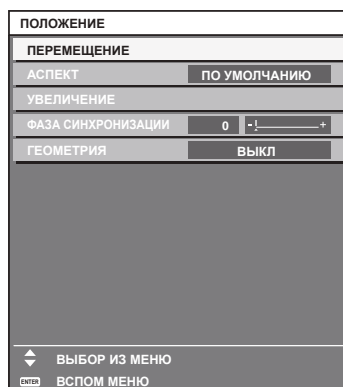 ПОЛОЖЕНИЕ
ПЕРЕМЕЩЕНИЕ
АСПЕКТ ПО УМОЛЧАНИЮ
УВЕЛИЧЕНИЕ
ФАЗА СИНХРОНИЗАЦИИ 0 - +
ГЕОМЕТРИЯ ВЫКЛ
ВЫБОР ИЗ МЕНЮ
ENTER ВСПОМ МЕНЮ